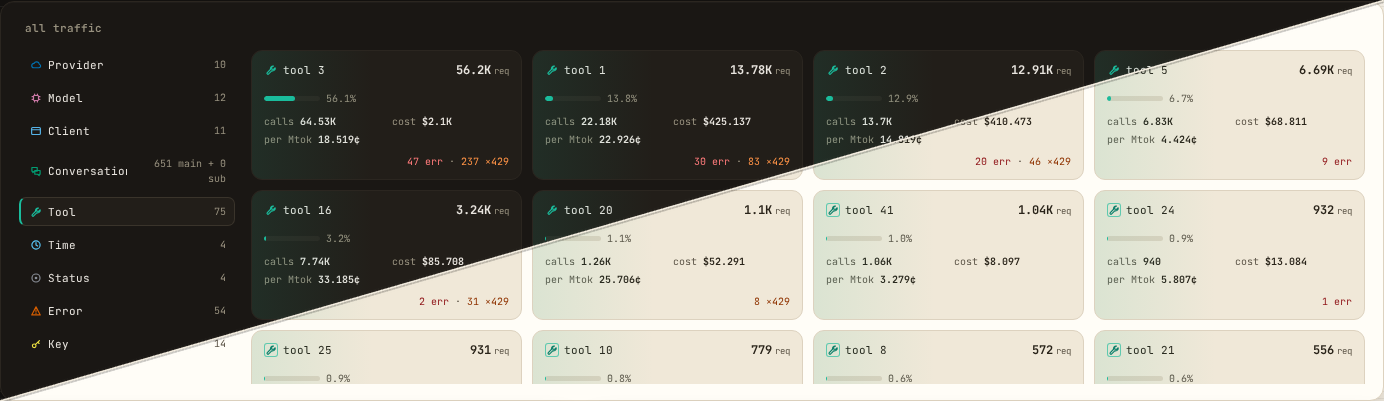 all traffic
Provider 10
Model 12
Client 11
Conversation 651 main + 0
sub
Tool 75
Time 4
Status 4
Error 54
Key 14
tool 3 56.2K req
56.1%
calls 64.53K cost $2.1K
per Mtok 18.519¢
47 err · 237 ×429
tool 1 13.78K req
13.8%
calls 22.18K cost $425.137
per Mtok 22.926¢
30 err · 83 ×429
tool 2 12.91K req
12.9%
calls 13.7K cost $410.473
per Mtok 14.819¢
20 err · 46 ×429
tool 5 6.69K req
6.7%
calls 6.83K cost $68.811
per Mtok 4.424¢
9 err
tool 16 3.24K req
3.2%
calls 7.74K cost $85.708
per Mtok 33.185¢
2 err · 31 ×429
tool 20 1.1K req
1.1%
calls 1.26K cost $52.291
per Mtok 25.706¢
8 ×429
tool 41 1.04K req
1.0%
calls 1.06K cost $8.097
per Mtok 3.279¢
tool 24 932 req
0.9%
calls 940 cost $13.084
per Mtok 5.807¢
1 err
tool 25 931 req
0.9%
tool 10 779 req
0.8%
tool 8 572 req
0.6%
tool 21 556 req
0.6%